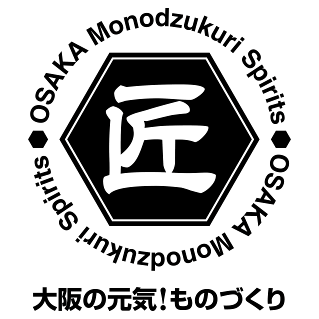 OSAKA Monodzukuri Spirits
OSAKA Monodzukuri Spirits
匠
大阪の元気!ものづくり